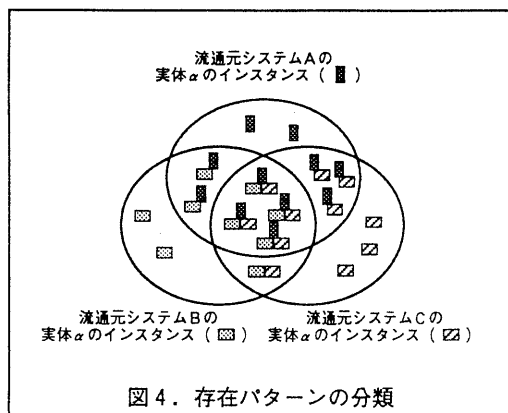 流通元システムAの
実体αのインスタンス( )
流通元システムBの
実体αのインスタンス( )
流通元システムCの
実体αのインスタンス( )
図4. 存在パターンの分類